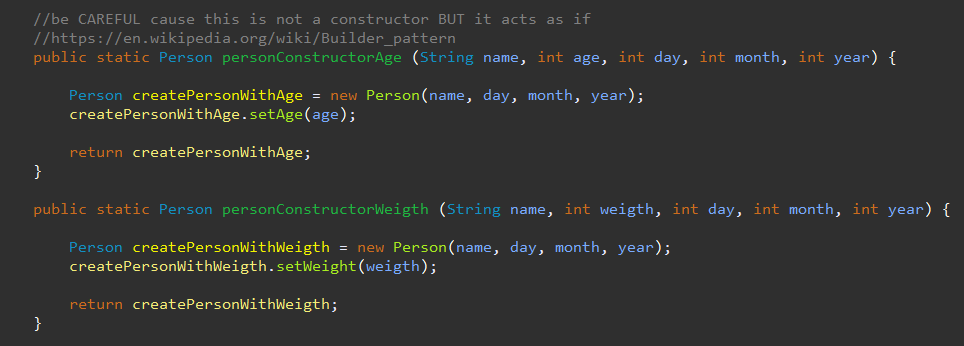 //be CAREFUL cause this is not a constructor BUT it acts as if
//https://en.wikipedia.org/wiki/Builder_pattern
public static Person personConstructorAge (String name, int age, int day, int month, int year) {
Person createPersonWithAge = new Person(name, day, month, year);
createPersonWithAge.setAge(age);
return createPersonWithAge;
}
public static Person personConstructorWeigth (String name, int weigth, int day, int month, int year) {
Person createPersonWithWeigth = new Person(name, day, month, year);
createPersonWithWeigth.setWeight(weigth);
return createPersonWithWeigth;
}